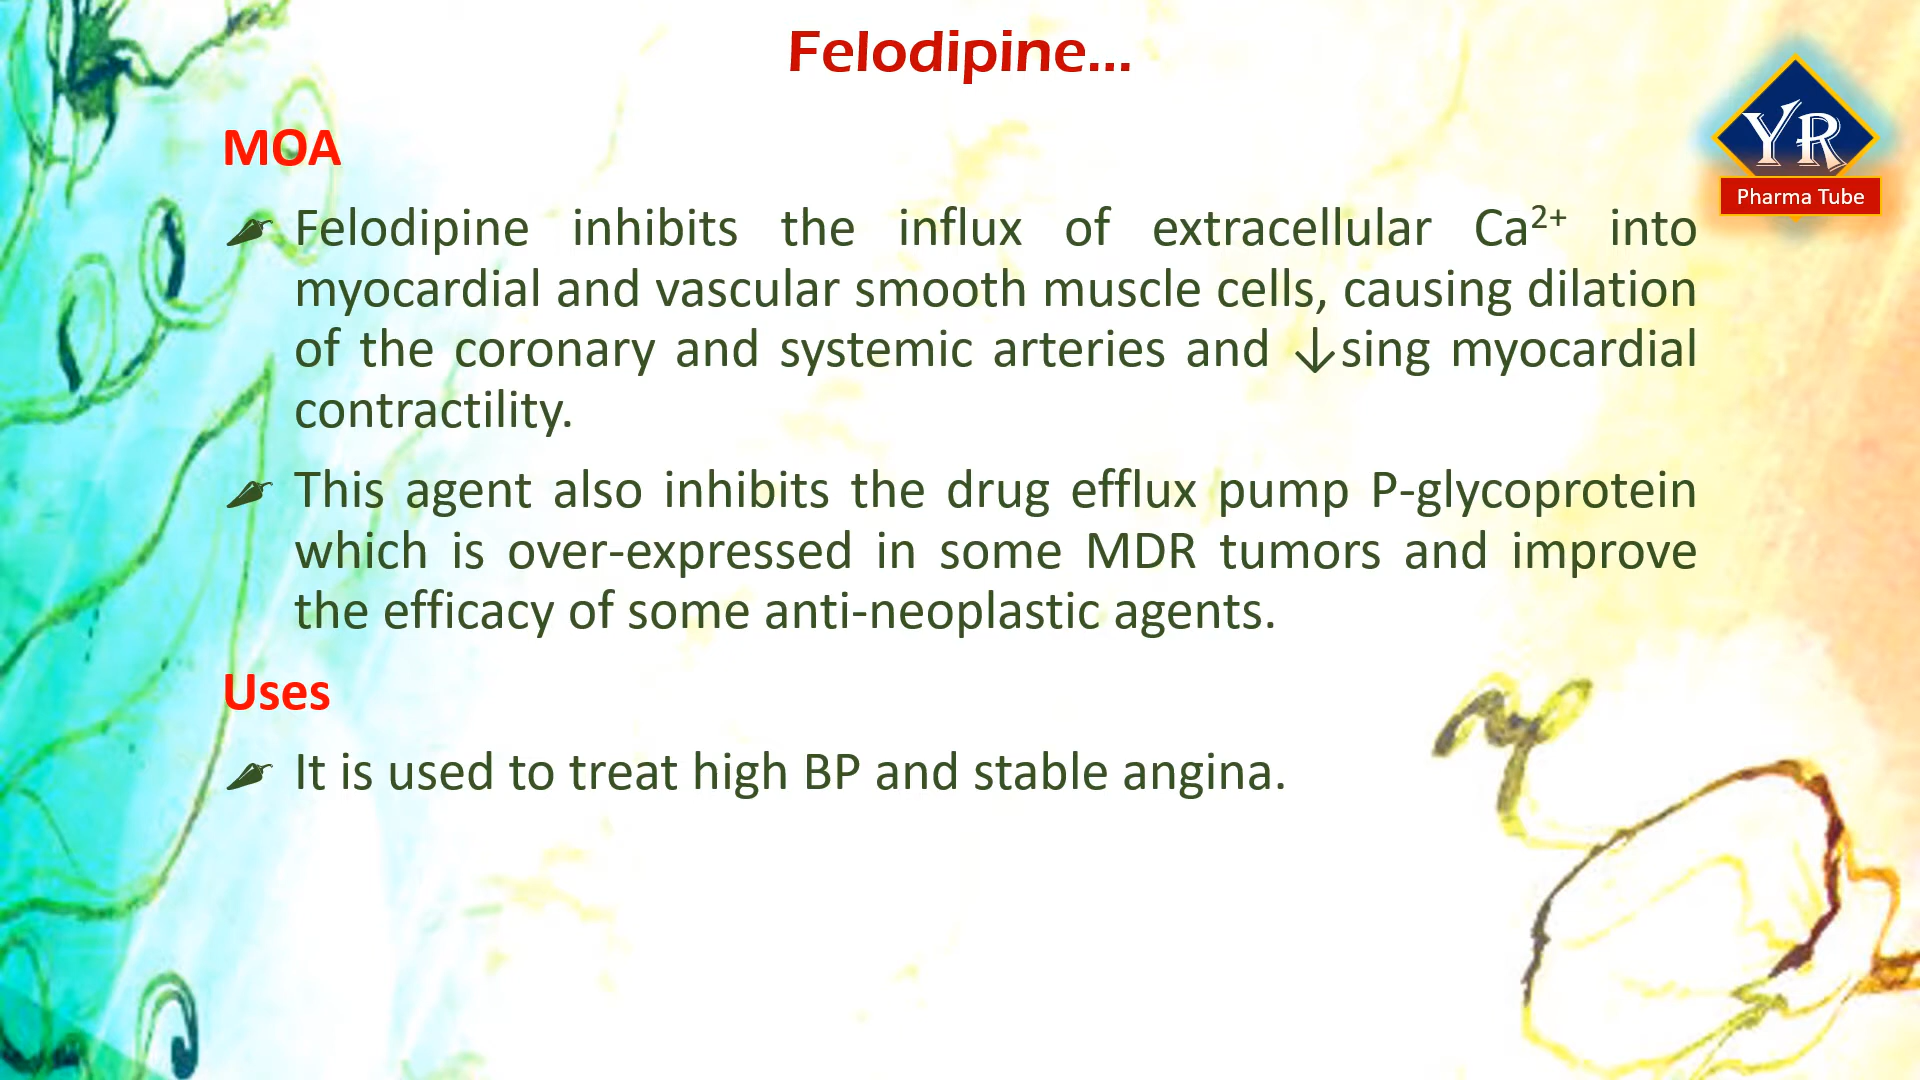 Felodipine...
YR
Pharma Tube
MOA
Felodipine inhibits the influx of extracellular Ca²⁺ into
myocardial and vascular smooth muscle cells, causing dilation
of the coronary and systemic arteries and ↓sing myocardial
contractility.
This agent also inhibits the drug efflux pump P-glycoprotein
which is over-expressed in some MDR tumors and improve
the efficacy of some anti-neoplastic agents.
Uses
It is used to treat high BP and stable angina.